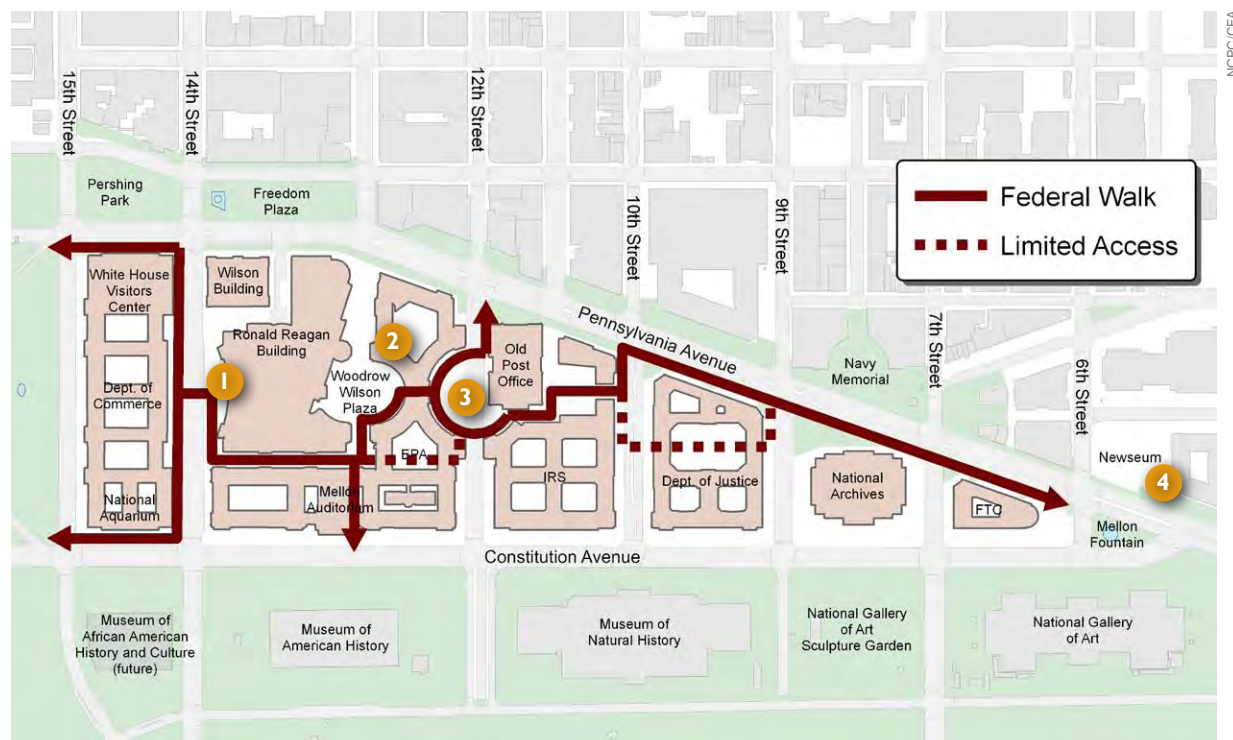 NCPC/CFA
15th Street
14th Street
12th Street
10th Street
9th Street
7th Street
6th Street
Federal Walk
Limited Access
Pershing
Park
Freedom
Plaza
White House
Visitors
Center
Wilson
Building
Ronald Reagan
Building
Pennsylvania Avenue
1
2
3
4
Old
Post
Office
Navy
Memorial
Woodrow
Wilson
Plaza
Dept. of
Commerce
EPA
IRS
Dept. of Justice
National
Archives
Newseum
National
Aquarium
Mellon
Auditorium
FTC
Mellon
Fountain
Constitution Avenue
Museum of
African American
History and Culture
(future)
Museum of
American History
Museum of
Natural History
National Gallery
of Art
Sculpture Garden
National Gallery
of Art